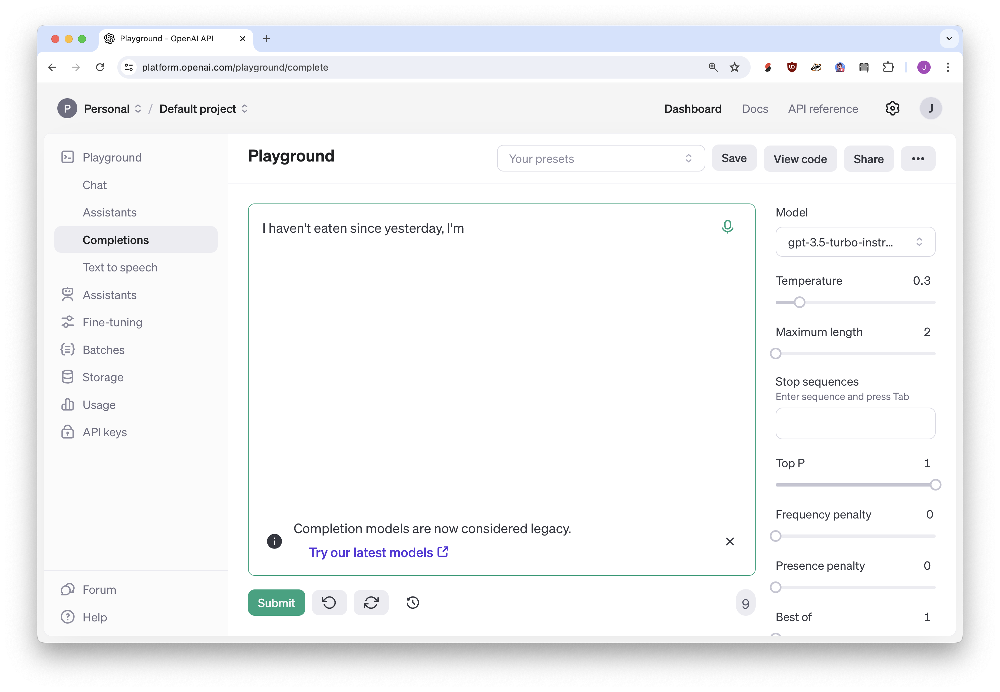 Playground - OpenAI API
platform.openai.com/playground/complete
J
P Personal / Default project
Dashboard Docs API reference J
Playground
Chat
Assistants
Completions
Text to speech
Assistants
Fine-tuning
Batches
Storage
Usage
API keys
Forum
Help
Playground
Your presets
Save View code Share
I haven't eaten since yesterday, I'm
Completion models are now considered legacy.
Try our latest models
Submit
9
Model
gpt-3.5-turbo-instr...
Temperature 0.3
Maximum length 2
Stop sequences
Enter sequence and press Tab
Top P 1
Frequency penalty 0
Presence penalty 0
Best of 1